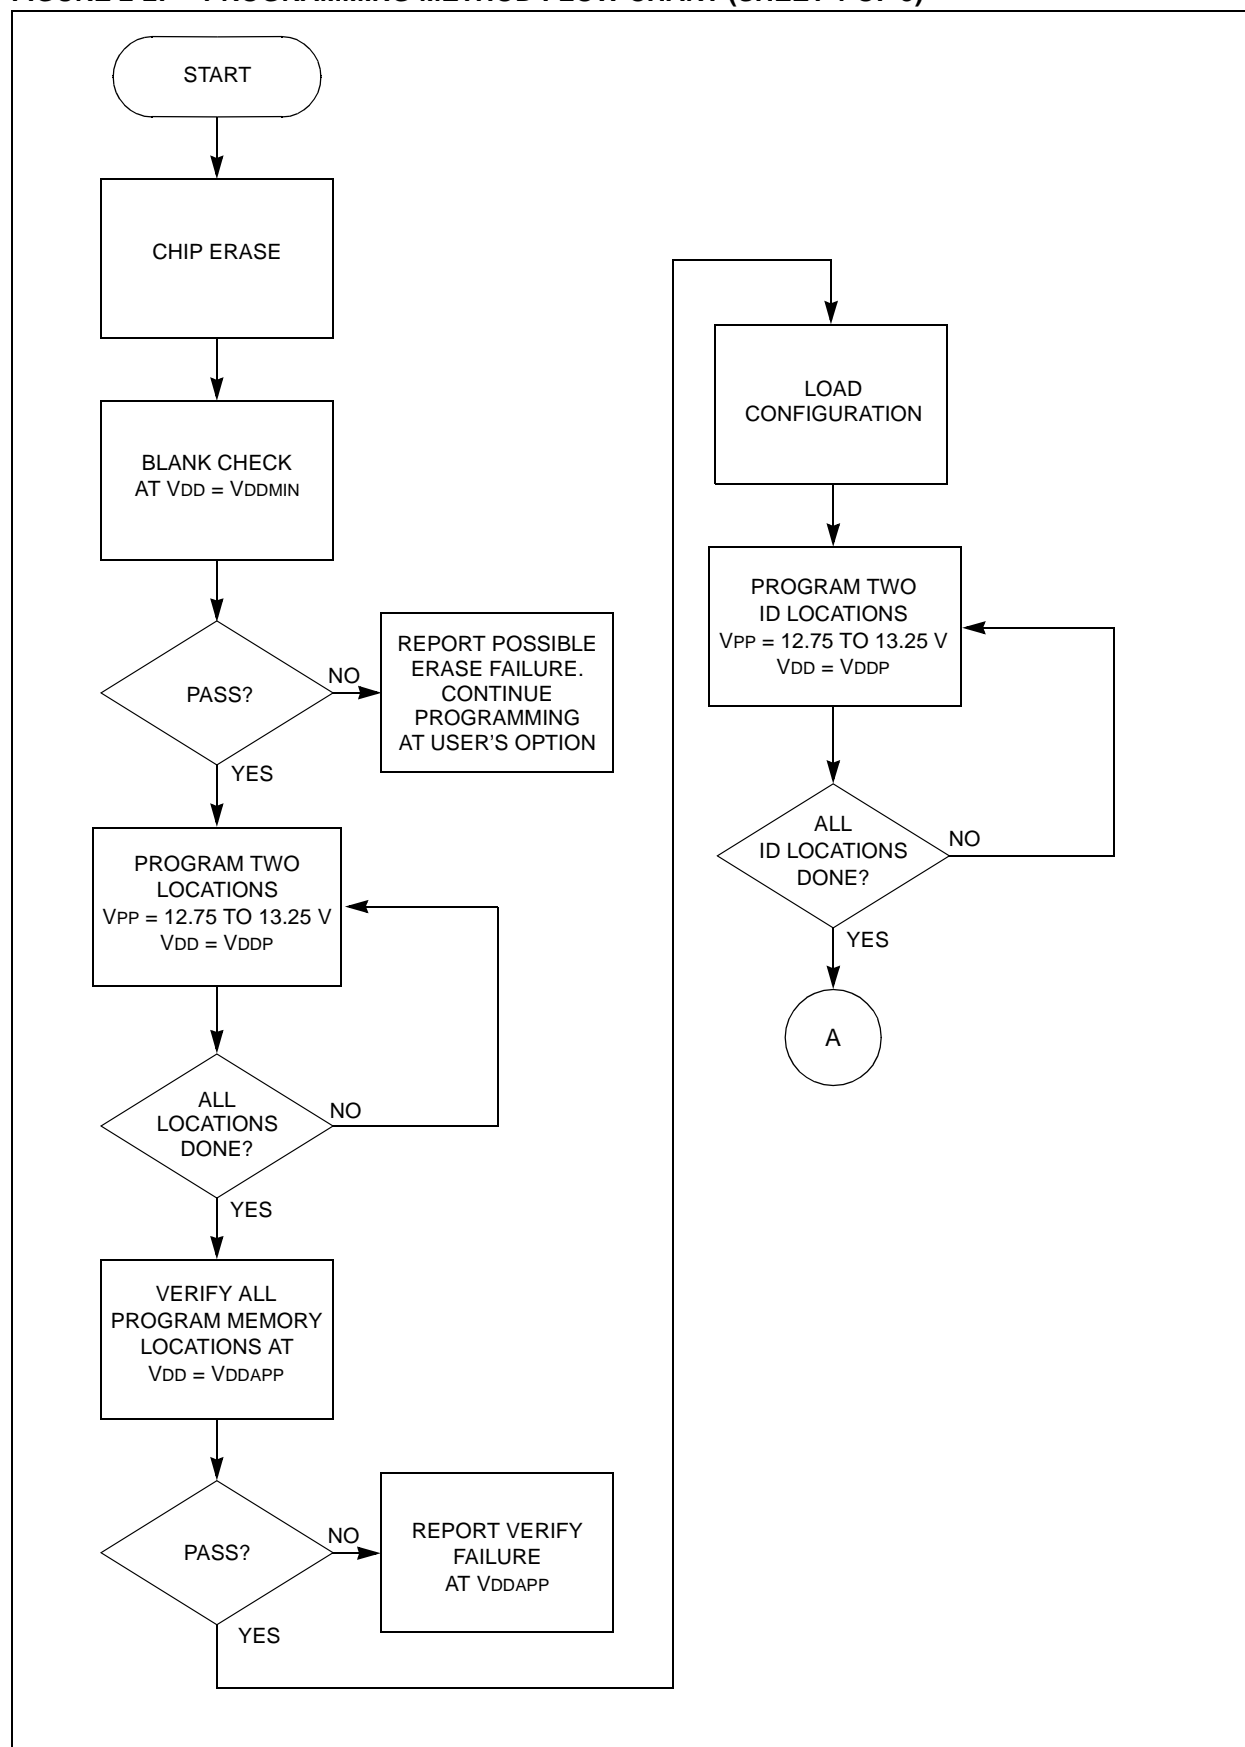 START
CHIP ERASE
BLANK CHECK
AT VDD = VDDMIN
PASS?
NO
REPORT POSSIBLE
ERASE FAILURE.
CONTINUE
PROGRAMMING
AT USER'S OPTION
YES
PROGRAM TWO
LOCATIONS
VPP = 12.75 TO 13.25 V
VDD = VDDP
ALL
LOCATIONS
DONE?
NO
YES
VERIFY ALL
PROGRAM MEMORY
LOCATIONS AT
VDD = VDDAPP
PASS?
NO
REPORT VERIFY
FAILURE
AT VDDAPP
YES
LOAD
CONFIGURATION
PROGRAM TWO
ID LOCATIONS
VPP = 12.75 TO 13.25 V
VDD = VDDP
ALL
ID LOCATIONS
DONE?
NO
YES
A